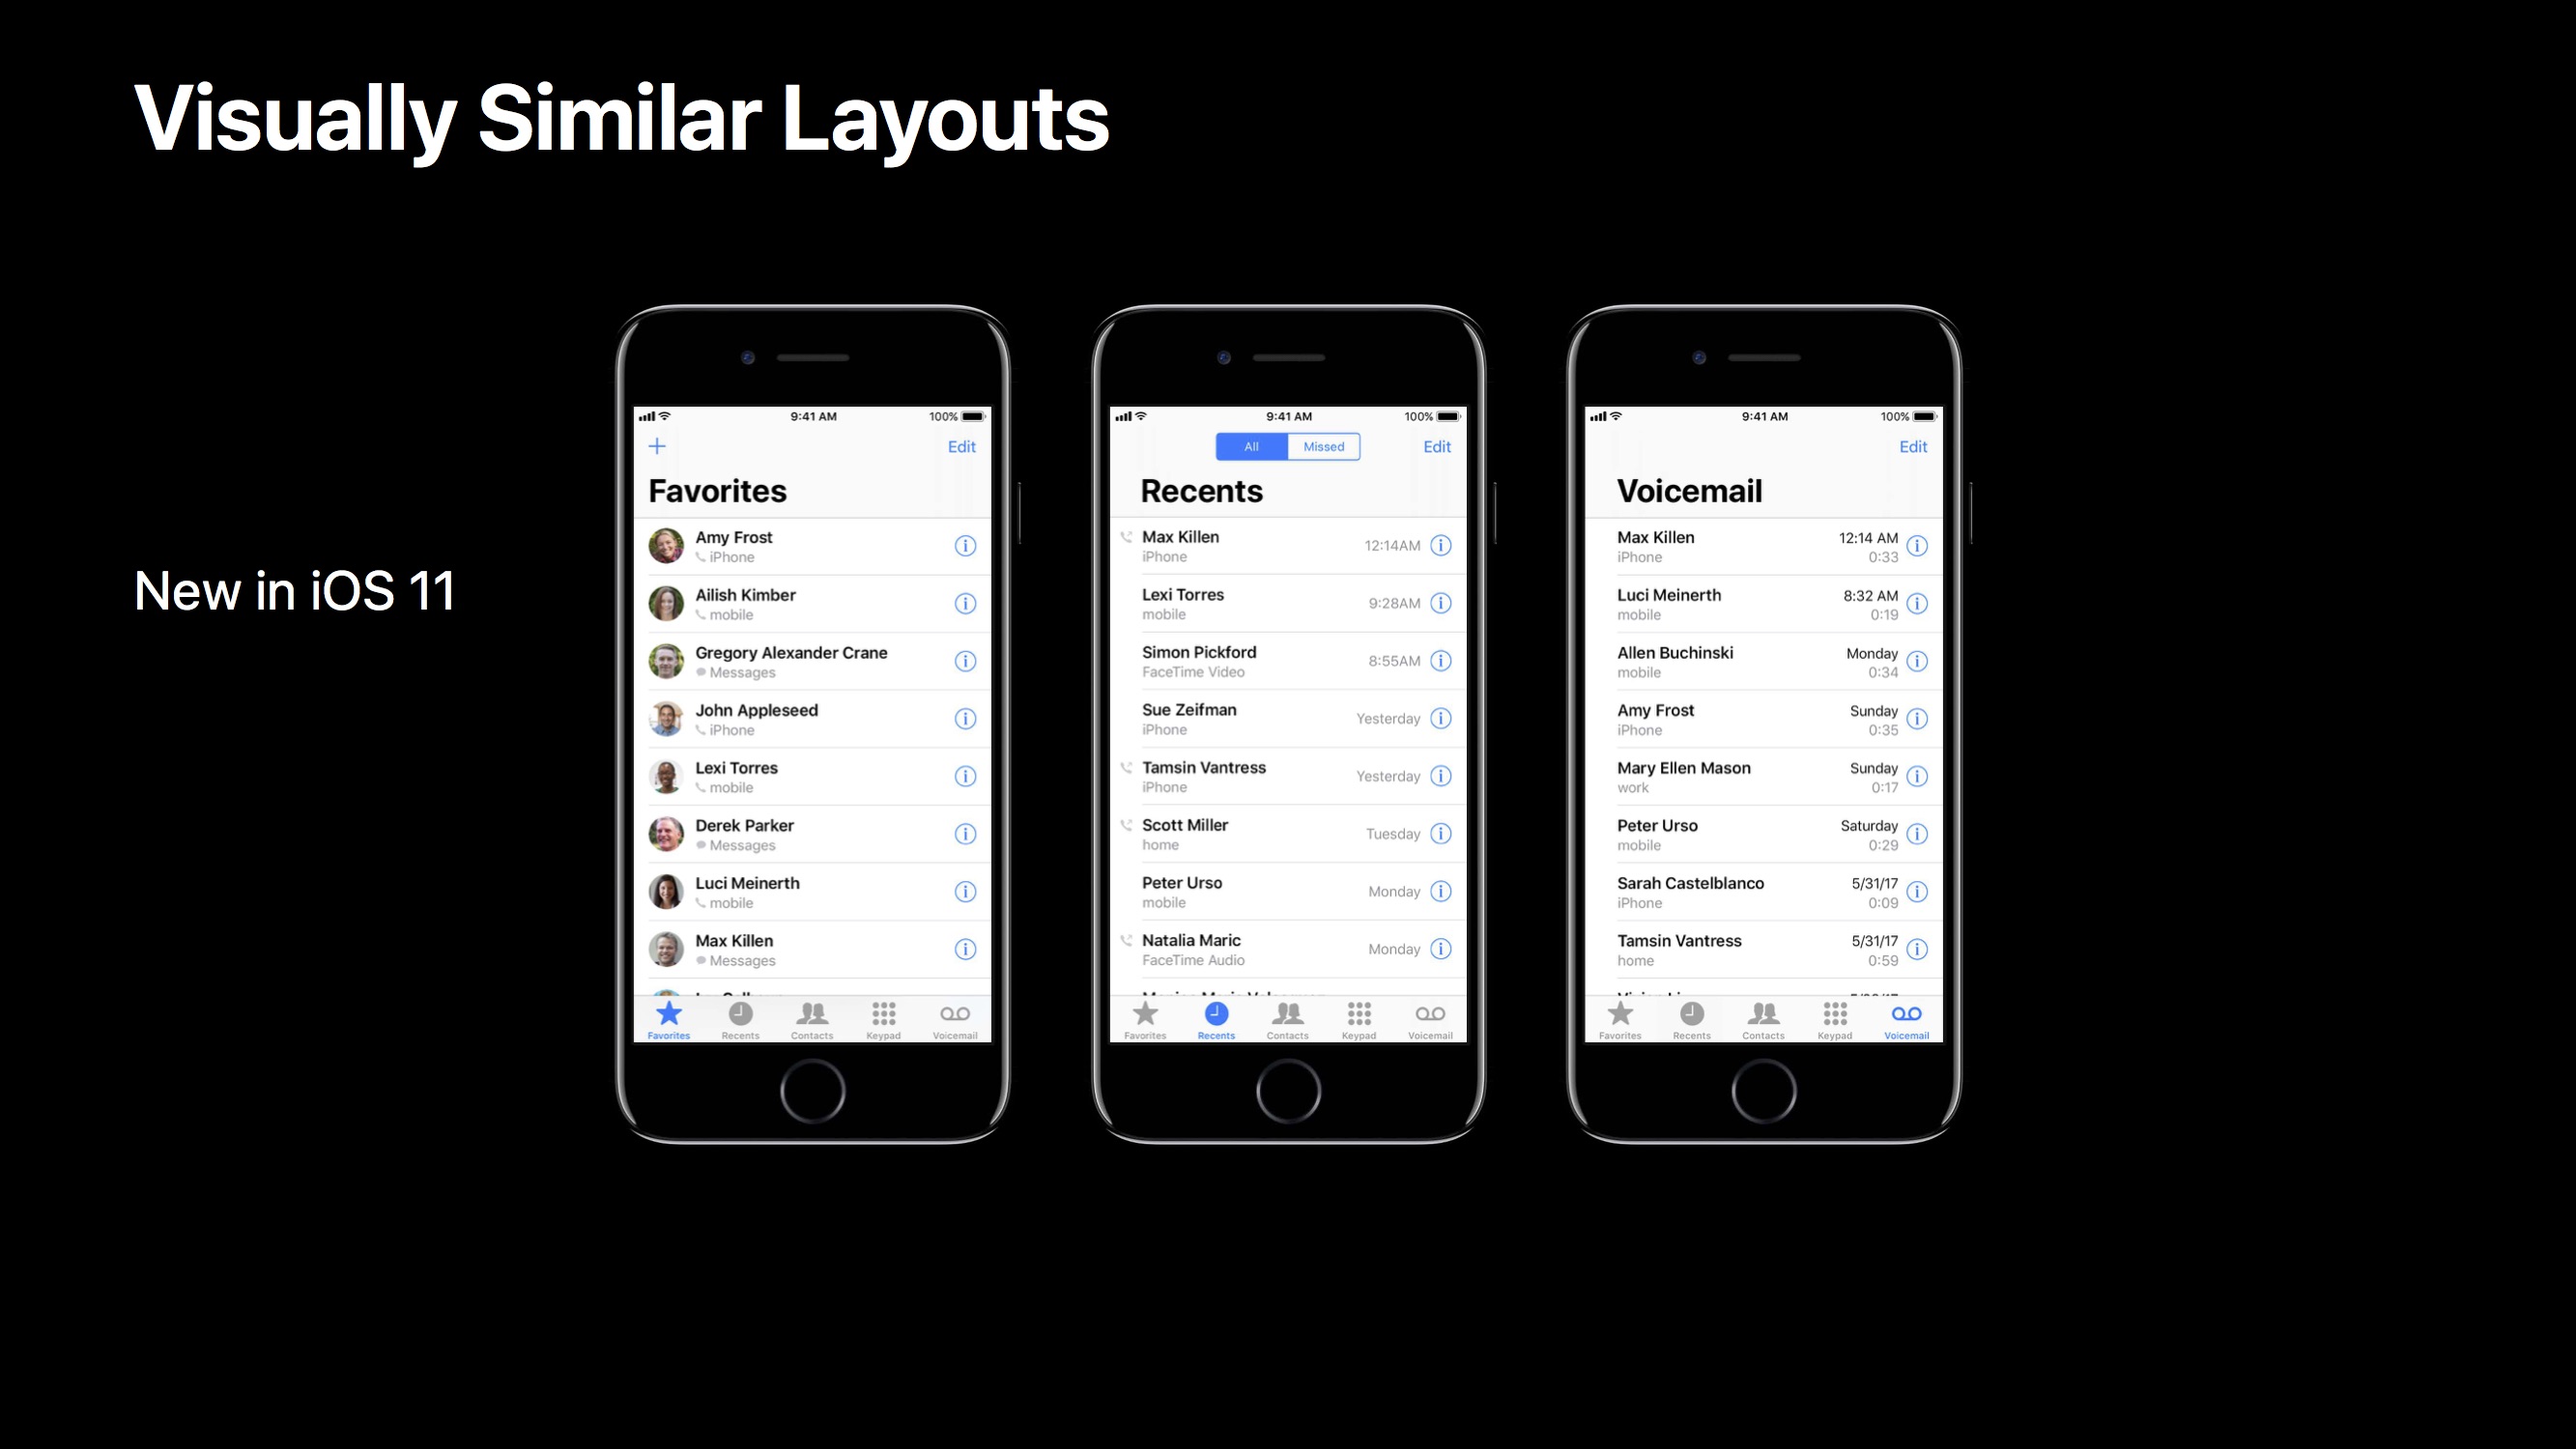 Visually Similar Layouts
New in iOS 11
9:41 AM
100%
Edit
Favorites
Amy Frost
iPhone
Ailish Kimber
mobile
Gregory Alexander Crane
Messages
John Appleseed
iPhone
Lexi Torres
mobile
Derek Parker
Messages
Luci Meinerth
mobile
Max Killen
Messages
Favorites Recents Contacts Keypad Voicemail
9:41 AM
100%
All Missed
Edit
Recents
Max Killen
iPhone
12:14AM
Lexi Torres
mobile
9:28AM
Simon Pickford
FaceTime Video
8:55AM
Sue Zeifman
iPhone
Yesterday
Tamsin Vantress
iPhone
Yesterday
Scott Miller
home
Tuesday
Peter Urso
mobile
Monday
Natalia Maric
FaceTime Audio
Monday
Favorites Recents Contacts Keypad Voicemail
9:41 AM
100%
Edit
Voicemail
Max Killen 12:14 AM
iPhone 0:33
Luci Meinerth 8:32 AM
mobile 0:19
Allen Buchinski Monday
mobile 0:34
Amy Frost Sunday
iPhone 0:35
Mary Ellen Mason Sunday
work 0:17
Peter Urso Saturday
mobile 0:29
Sarah Castelblanco 5/31/17
iPhone 0:09
Tamsin Vantress 5/31/17
home 0:59
Favorites Recents Contacts Keypad Voicemail